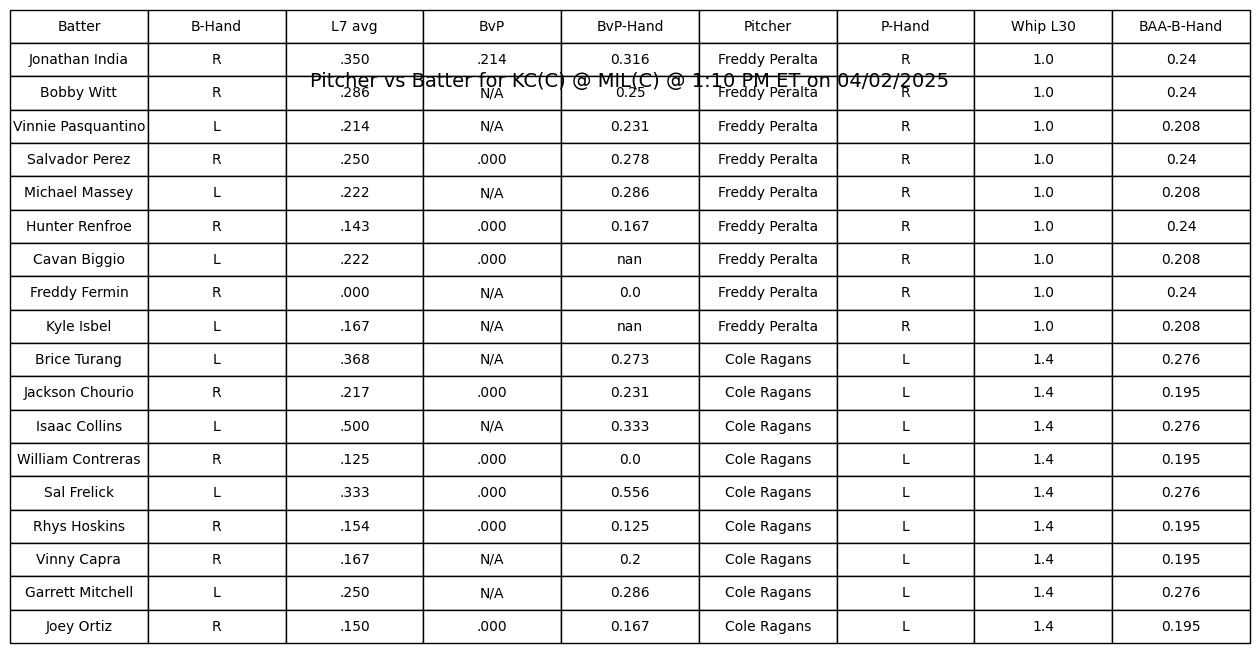 Batter B-Hand L7 avg BvP BvP-Hand Pitcher P-Hand Whip L30 BAA-B-Hand
Jonathan India R .350 .214 0.316 Freddy Peralta R 1.0 0.24
Pitcher vs Batter for KC(C) @ MIL(C) @ 1:10 PM ET on 04/02/2025
Bobby Witt R .286 N/A 0.25 Freddy Peralta R 1.0 0.24
Vinnie Pasquantino L .214 N/A 0.231 Freddy Peralta R 1.0 0.208
Salvador Perez R .250 .000 0.278 Freddy Peralta R 1.0 0.24
Michael Massey L .222 N/A 0.286 Freddy Peralta R 1.0 0.208
Hunter Renfroe R .143 .000 0.167 Freddy Peralta R 1.0 0.24
Cavan Biggio L .222 .000 nan Freddy Peralta R 1.0 0.208
Freddy Fermin R .000 N/A 0.0 Freddy Peralta R 1.0 0.24
Kyle Isbel L .167 N/A nan Freddy Peralta R 1.0 0.208
Brice Turang L .368 N/A 0.273 Cole Ragans L 1.4 0.276
Jackson Chourio R .217 .000 0.231 Cole Ragans L 1.4 0.195
Isaac Collins L .500 N/A 0.333 Cole Ragans L 1.4 0.276
William Contreras R .125 .000 0.0 Cole Ragans L 1.4 0.195
Sal Frelick L .333 .000 0.556 Cole Ragans L 1.4 0.276
Rhys Hoskins R .154 .000 0.125 Cole Ragans L 1.4 0.195
Vinny Capra R .167 N/A 0.2 Cole Ragans L 1.4 0.195
Garrett Mitchell L .250 N/A 0.286 Cole Ragans L 1.4 0.276
Joey Ortiz R .150 .000 0.167 Cole Ragans L 1.4 0.195